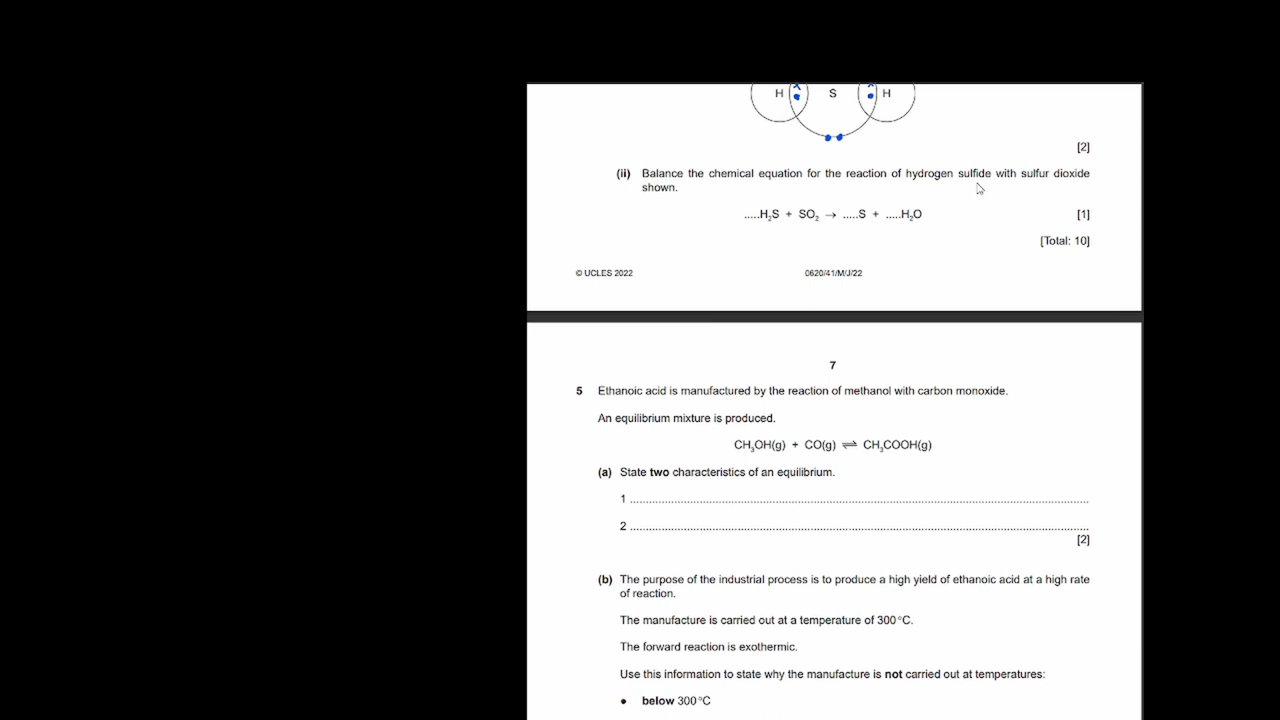 H S H
[2]
(ii) Balance the chemical equation for the reaction of hydrogen sulfide with sulfur dioxide
shown.
.....H₂S + SO₂ → .....S + .....H₂O [1]
[Total: 10]
© UCLES 2022 0620/41/M/J/22
7
5 Ethanoic acid is manufactured by the reaction of methanol with carbon monoxide.
An equilibrium mixture is produced.
CH₃OH(g) + CO(g) ⇌ CH₃COOH(g)
(a) State two characteristics of an equilibrium.
1 ....................................................................................................
2 ....................................................................................................
[2]
(b) The purpose of the industrial process is to produce a high yield of ethanoic acid at a high rate
of reaction.
The manufacture is carried out at a temperature of 300 °C.
The forward reaction is exothermic.
Use this information to state why the manufacture is not carried out at temperatures:
• below 300 °C